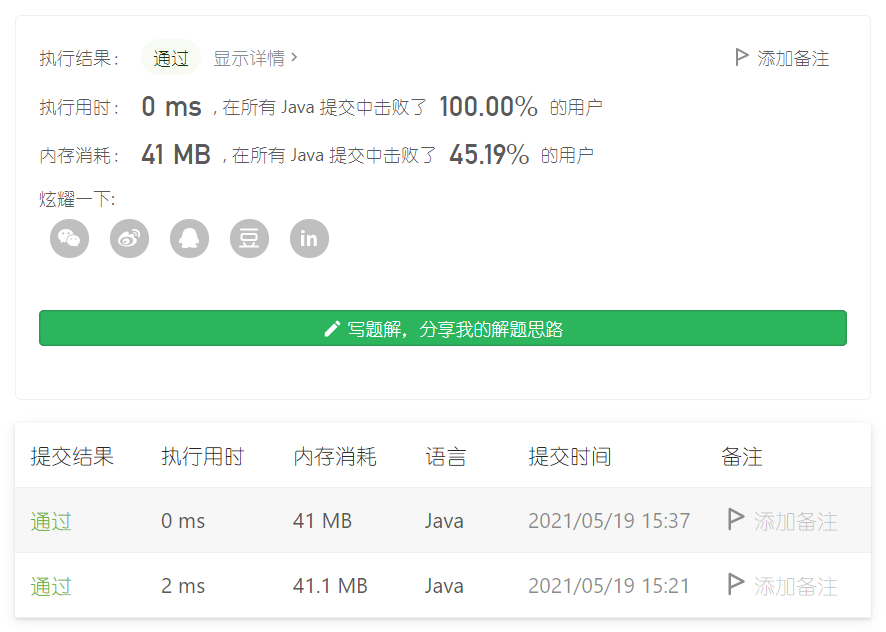 执行结果： 通过 显示详情 > 添加备注
执行用时： 0 ms , 在所有 Java 提交中击败了 100.00% 的用户
内存消耗： 41 MB , 在所有 Java 提交中击败了 45.19% 的用户
炫耀一下:
豆 in
写题解，分享我的解题思路
提交结果 执行用时 内存消耗 语言 提交时间 备注
通过 0 ms 41 MB Java 2021/05/19 15:37 添加备注
通过 2 ms 41.1 MB Java 2021/05/19 15:21 添加备注